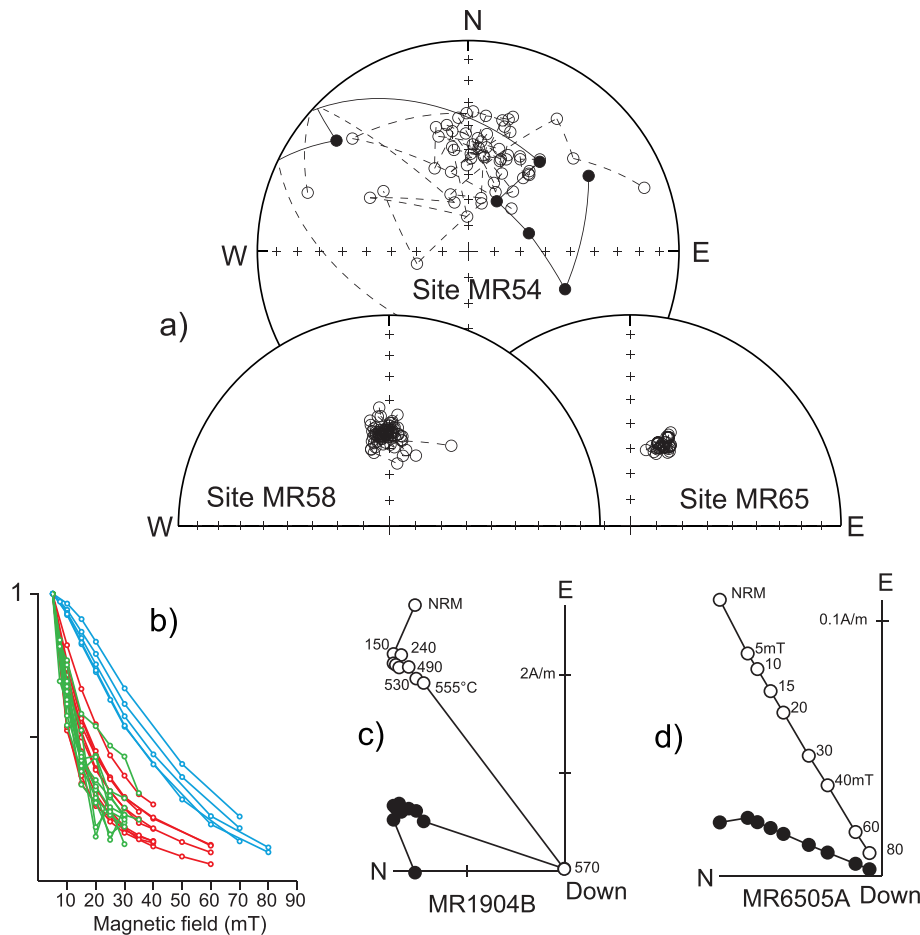 N
W
E
Site MR54
a)
Site MR58
Site MR65
W
E
b)
1
10 20 30 40 50 60 70 80 90
Magnetic field (mT)
E
NRM
150
240
490
2A/m
530
555°C
c)
N
570
Down
MR1904B
E
NRM
0.1A/m
5mT
10
15
20
d)
30
40mT
60
80
N
MR6505A
Down